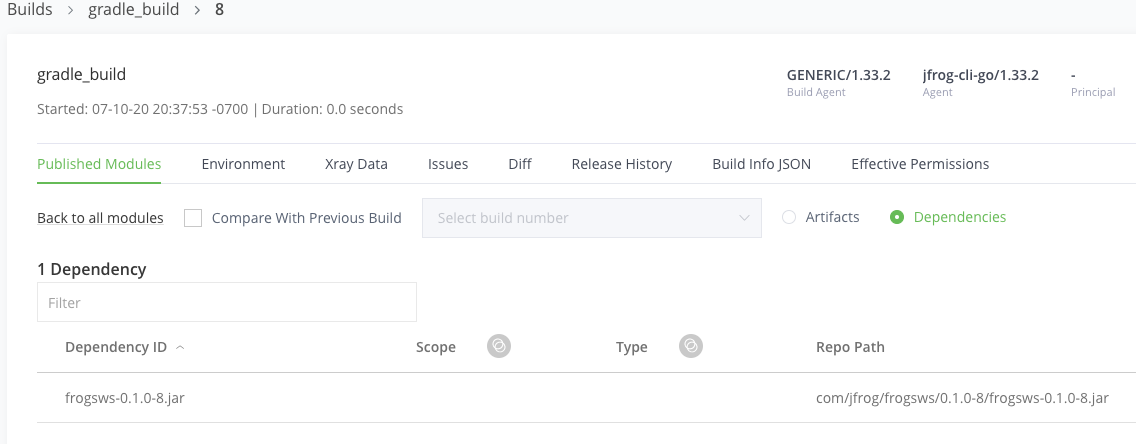 Builds > gradle_build > 8
gradle_build
Started: 07-10-20 20:37:53 -0700 | Duration: 0.0 seconds
GENERIC/1.33.2
Build Agent
jfrog-cli-go/1.33.2
Agent
-
Principal
Published Modules Environment Xray Data Issues Diff Release History Build Info JSON Effective Permissions
Back to all modules Compare With Previous Build Select build number Artifacts Dependencies
1 Dependency
Filter
Dependency ID Scope Type Repo Path
frogsws-0.1.0-8.jar com/jfrog/frogsws/0.1.0-8/frogsws-0.1.0-8.jar